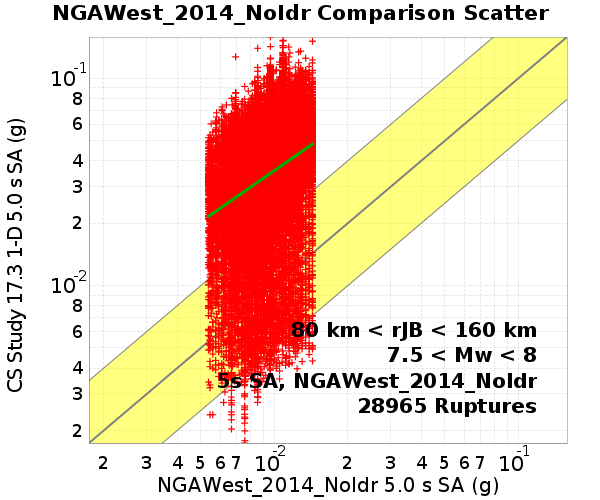 NGAWest_2014_NoIdr Comparison Scatter
CS Study 17.3 1-D 5.0 s SA (g)
10^-1
8
6
4
3
2
10^-2
8
6
4
3
2
80 km < rJB < 160 km
7.5 < Mw < 8
5s SA, NGAWest_2014_NoIdr
28965 Ruptures
2 3 4 5 6 7 10^-2 2 3 4 5 6 7 10^-1
NGAWest_2014_NoIdr 5.0 s SA (g)